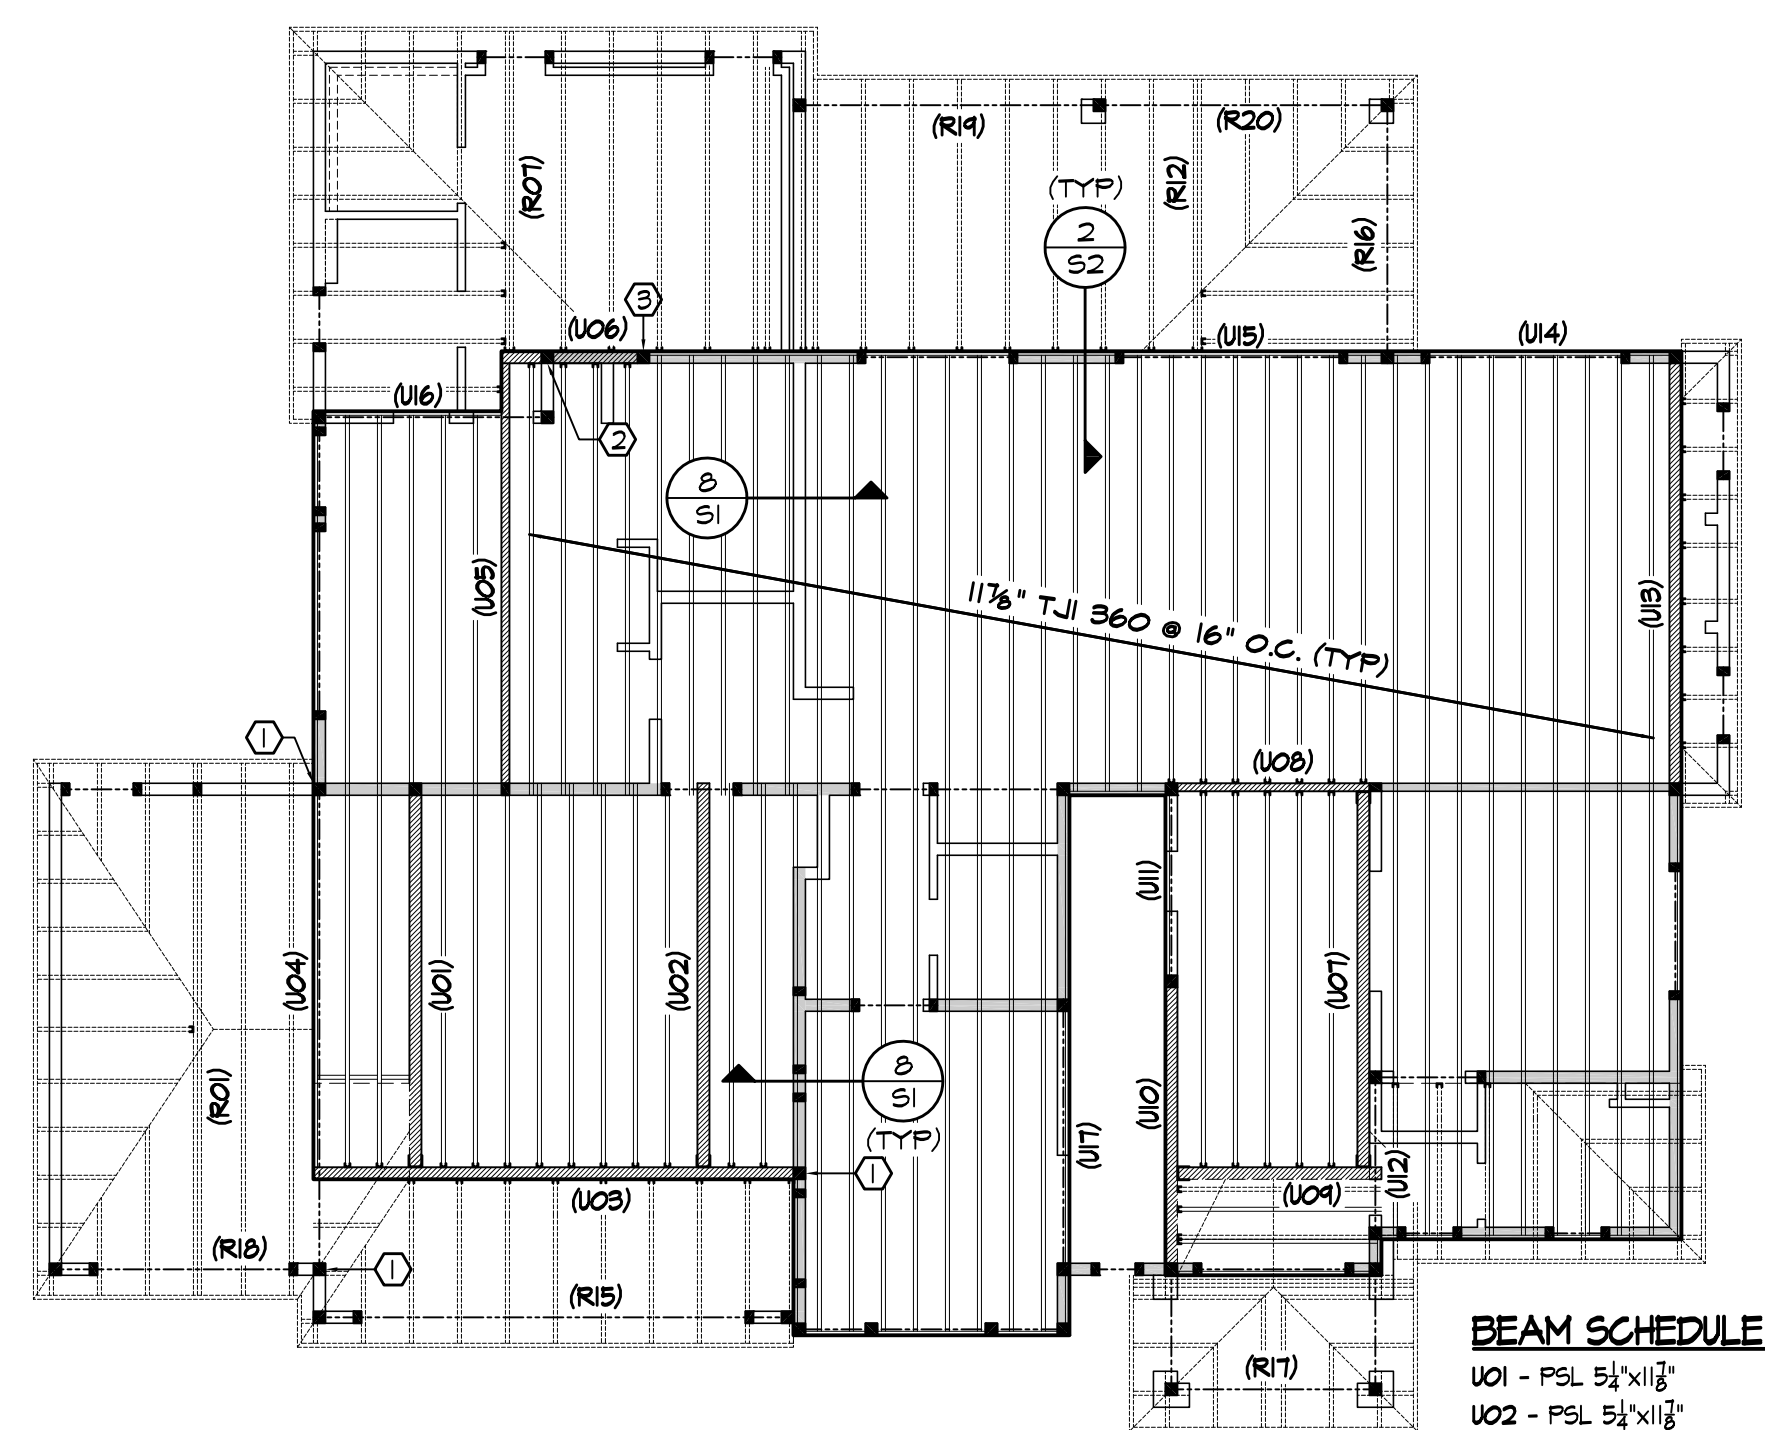 (R19)
(R20)
(R07)
(TYP)
(R12)
2
S2
(R16)
3
(U06)
(U15)
(U14)
(U16)
2
8
S1
(U05)
11⅞" TJI 360 @ 16" O.C. (TYP)
(U13)
1
(U08)
(U11)
(U04)
(U01)
(U02)
(U07)
8
S1
(TYP)
(R01)
(U10)
(U17)
1
(U12)
(U03)
(U09)
(R18)
1
(R15)
(R17)
BEAM SCHEDULE
U01 - PSL 5¼"x11⅞"
U02 - PSL 5¼"x11⅞"